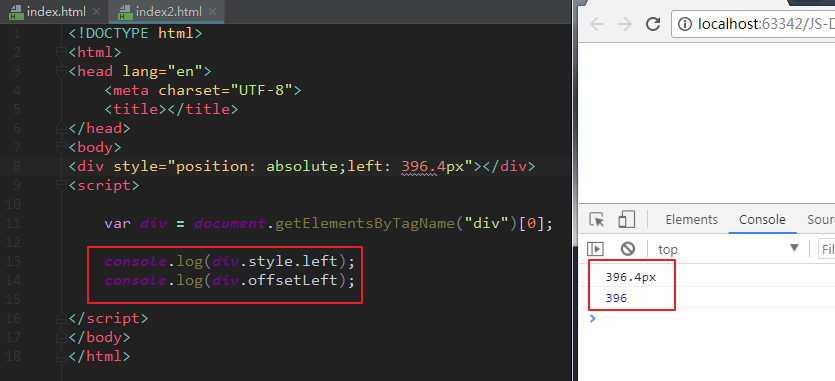 index.html
index2.html
1 <!DOCTYPE html>
2 <html>
3 <head lang="en">
4 <meta charset="UTF-8">
5 <title></title>
6 </head>
7 <body>
8 <div style="position: absolute;left: 396.4px"></div>
9 <script>
10
11 var div = document.getElementsByTagName("div")[0];
12
13 console.log(div.style.left);
14 console.log(div.offsetLeft);
15
16 </script>
17 </body>
18 </html>
localhost:63342/JS-D
Elements Console Sou
top Fil
396.4px
396